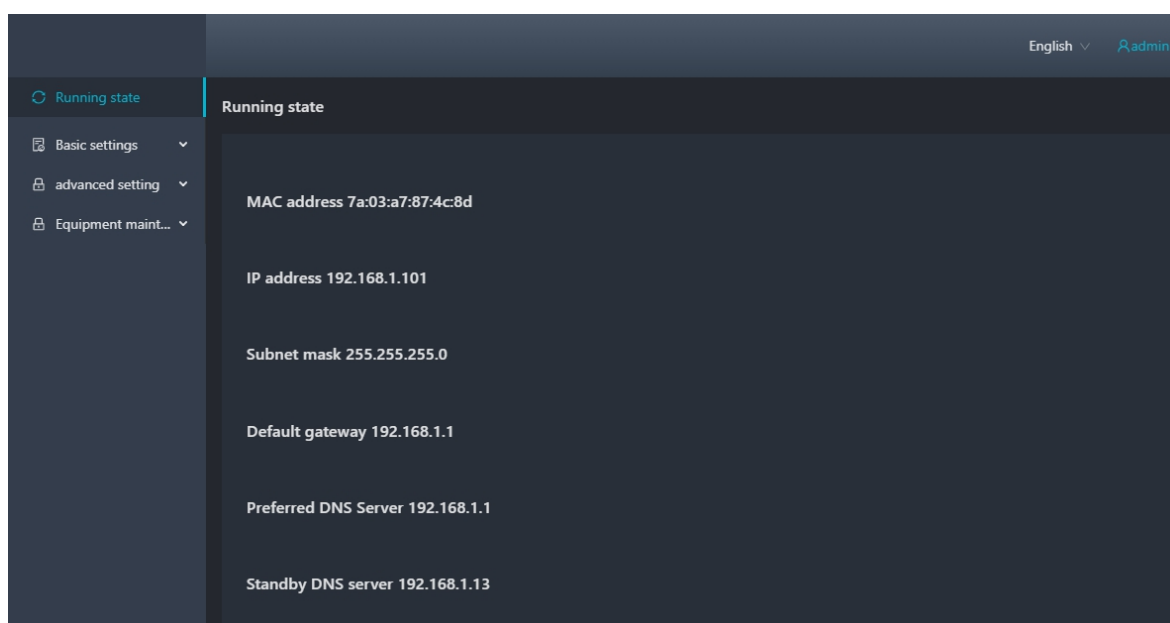 English
admin
Running state
Basic settings
advanced setting
Equipment maint...
Running state
MAC address 7a:03:a7:87:4c:8d
IP address 192.168.1.101
Subnet mask 255.255.255.0
Default gateway 192.168.1.1
Preferred DNS Server 192.168.1.1
Standby DNS server 192.168.1.13